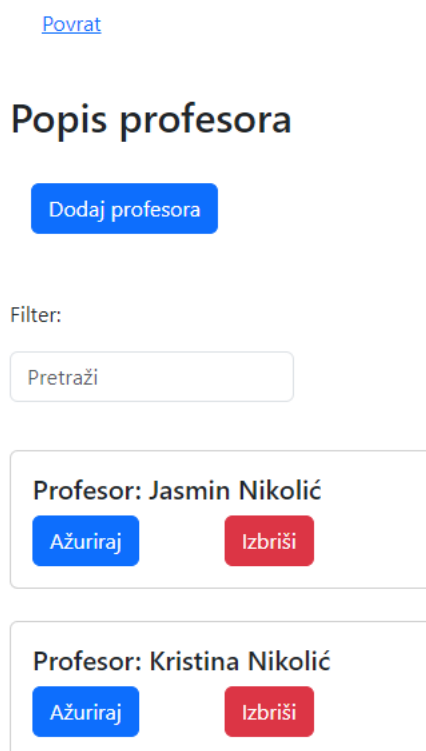 Povrat
Popis profesora
Dodaj profesora
Filter:
Pretraži
Profesor: Jasmin Nikolić
Ažuriraj Izbriši
Profesor: Kristina Nikolić
Ažuriraj Izbriši